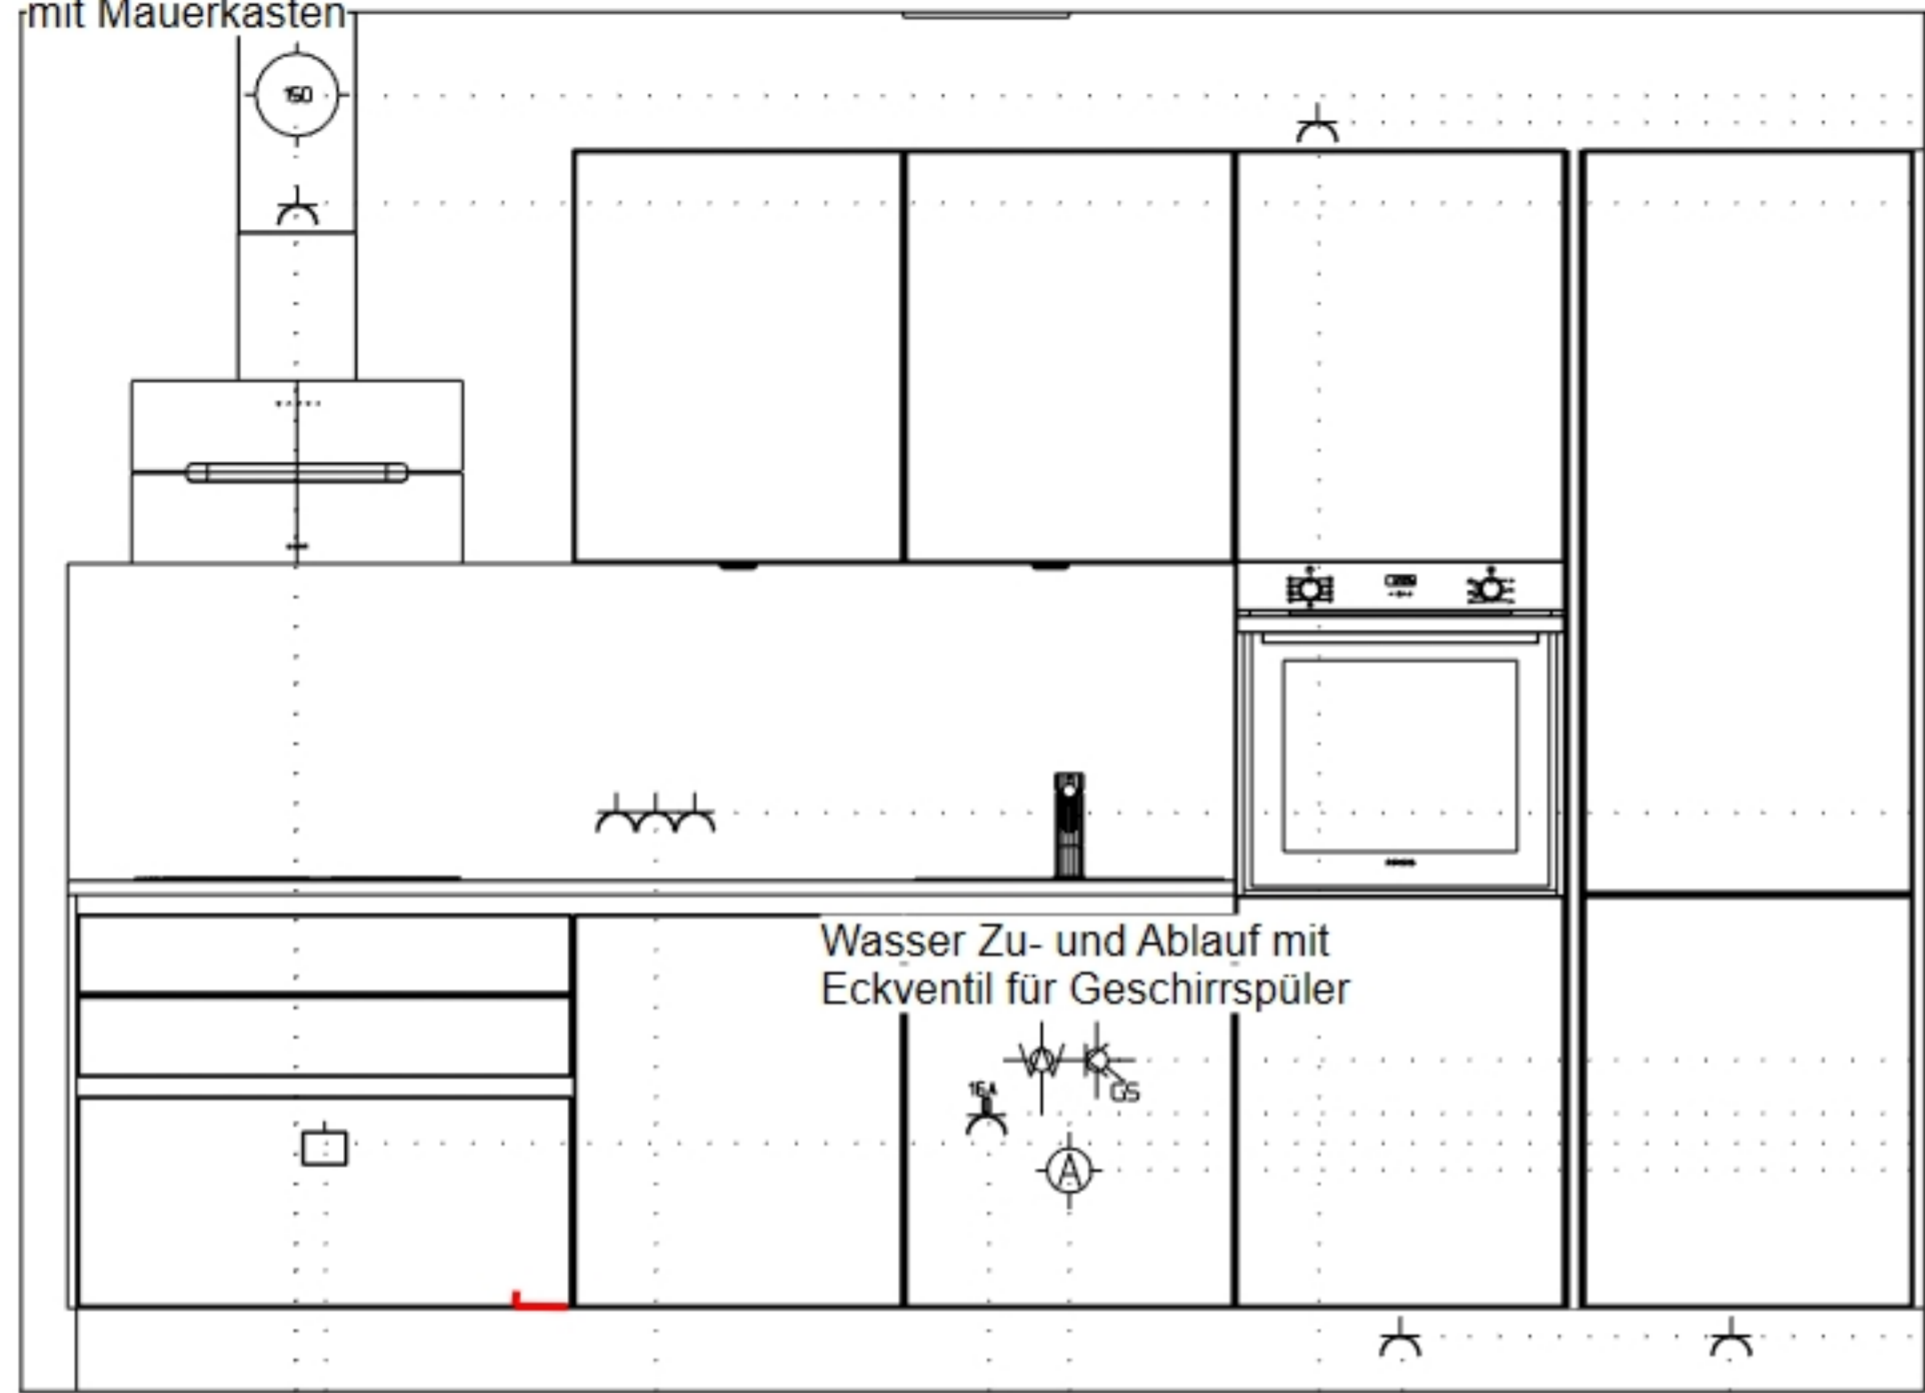 mit Mauerkasten
150
Wasser Zu- und Ablauf mit
Eckventil für Geschirrspüler
W
GS
16A
A